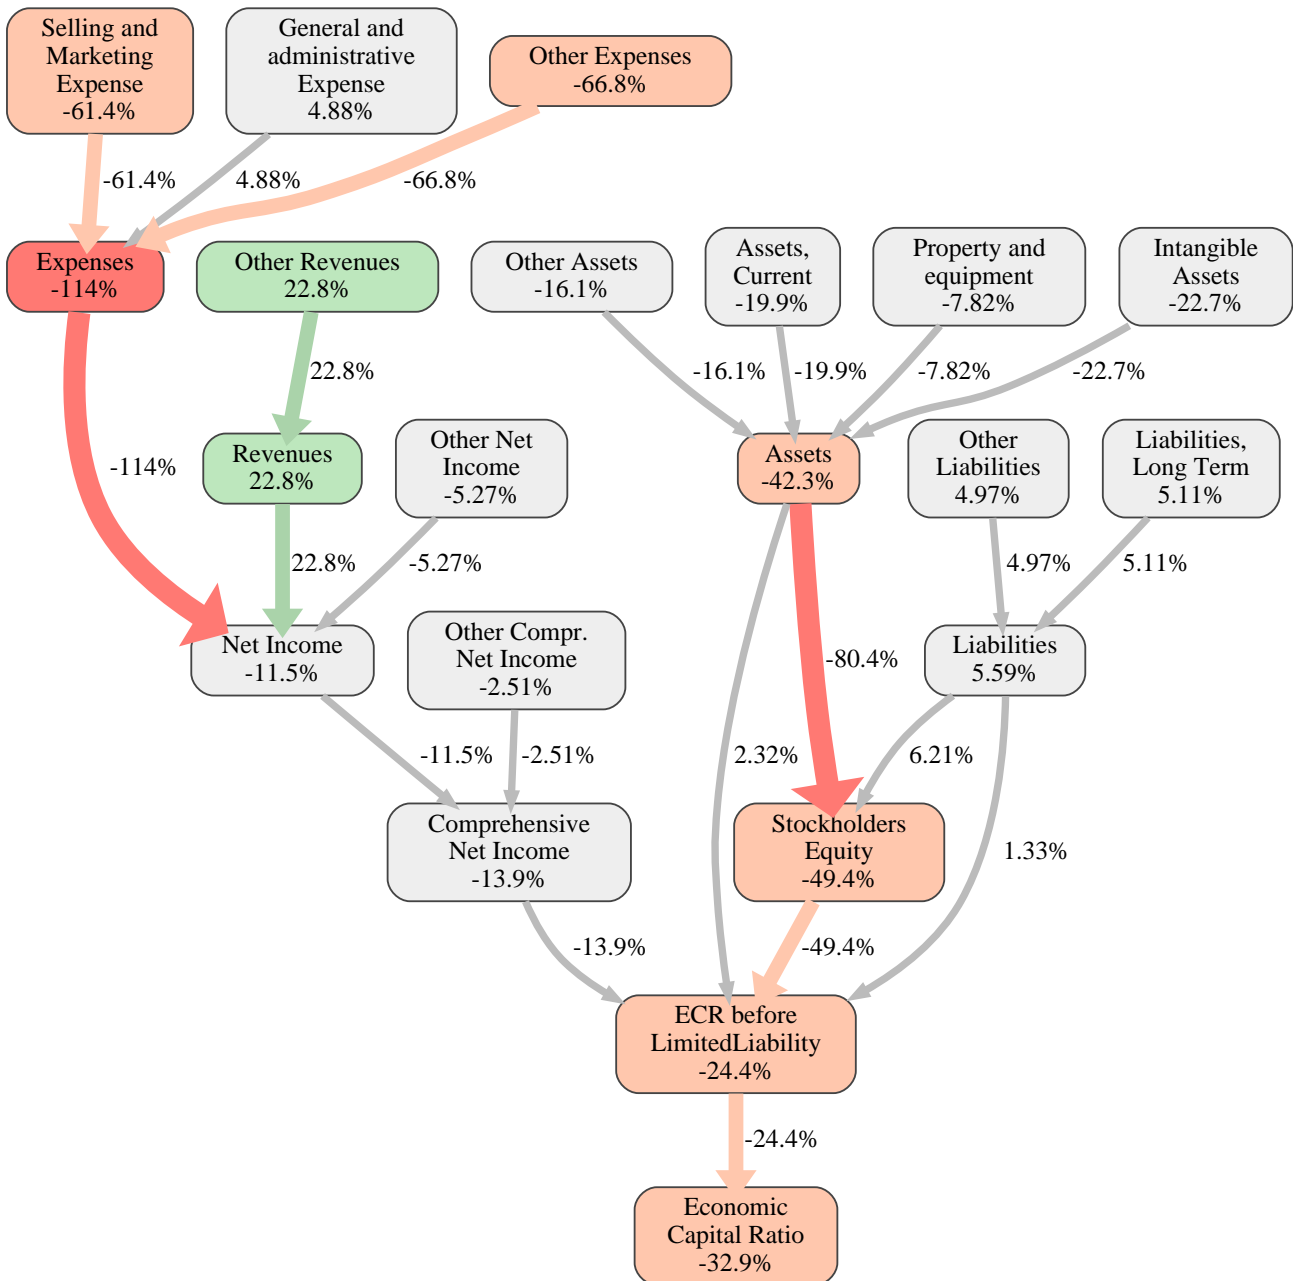 Selling and
Marketing
Expense
-61.4%
General and
administrative
Expense
4.88%
Other Expenses
-66.8%
-61.4%
4.88%
-66.8%
Expenses
-114%
Other Revenues
22.8%
Other Assets
-16.1%
Assets,
Current
-19.9%
Property and
equipment
-7.82%
Intangible
Assets
-22.7%
22.8%
-16.1%
-19.9%
-7.82%
-22.7%
-114%
Revenues
22.8%
Other Net
Income
-5.27%
Assets
-42.3%
Other
Liabilities
4.97%
Liabilities,
Long Term
5.11%
22.8%
-5.27%
4.97%
5.11%
Net Income
-11.5%
Other Compr.
Net Income
-2.51%
-80.4%
Liabilities
5.59%
-11.5%
-2.51%
2.32%
6.21%
Comprehensive
Net Income
-13.9%
Stockholders
Equity
-49.4%
1.33%
-13.9%
-49.4%
ECR before
LimitedLiability
-24.4%
-24.4%
Economic
Capital Ratio
-32.9%